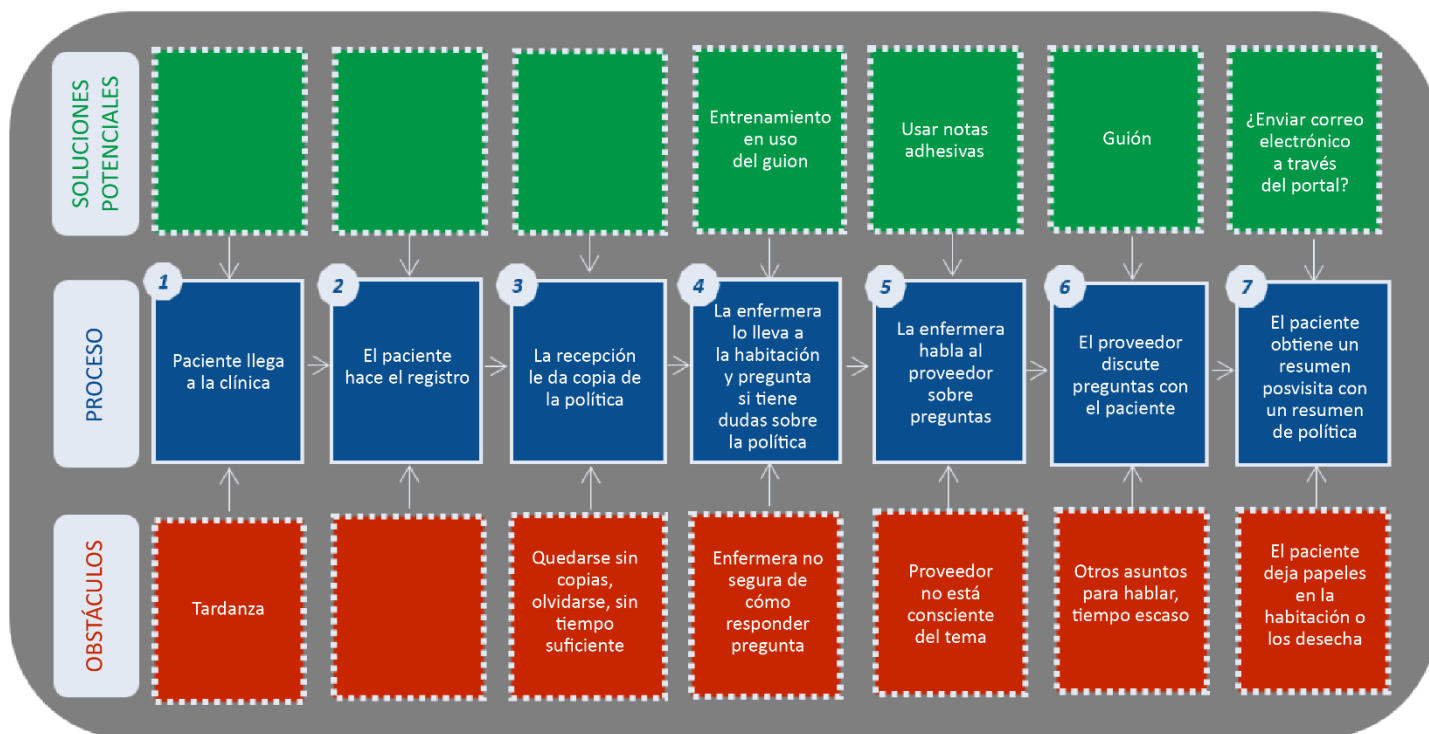 SOLUCIONES
POTENCIALES
Entrenamiento
en uso
del guion
Usar notas
adhesivas
Guión
¿Enviar correo
electrónico
a través
del portal?
PROCESO
1
Paciente llega
a la clínica
2
El paciente
hace el registro
3
La recepción
le da copia de
la política
4
La enfermera
lo lleva a
la habitación
y pregunta
si tiene
dudas sobre
la política
5
La enfermera
habla al
proveedor
sobre
preguntas
6
El proveedor
discute
preguntas con
el paciente
7
El paciente
obtiene un
resumen
posvisita con
un resumen
de política
OBSTÁCULOS
Tardanza
Quedarse sin
copias,
olvidarse, sin
tiempo
suficiente
Enfermera no
segura de
cómo
responder
pregunta
Proveedor
no está
consciente
del tema
Otros asuntos
para hablar,
tiempo escaso
El paciente
deja papeles
en la
habitación o
los desecha